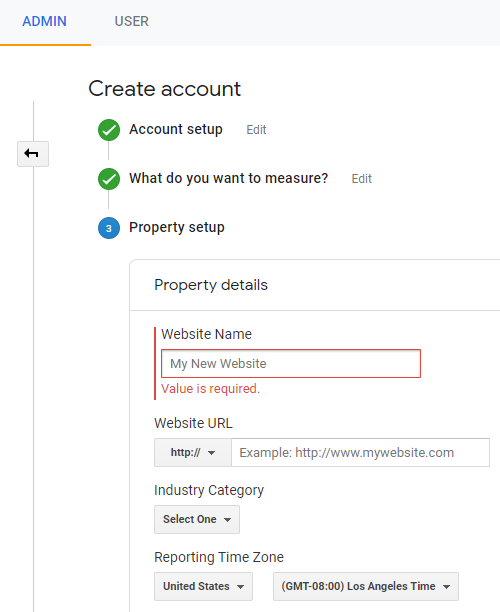 ADMIN USER
Create account
Account setup Edit
What do you want to measure? Edit
3 Property setup
Property details
Website Name
My New Website
Value is required.
Website URL
http:// Example: http://www.mywebsite.com
Industry Category
Select One
Reporting Time Zone
United States (GMT-08:00) Los Angeles Time